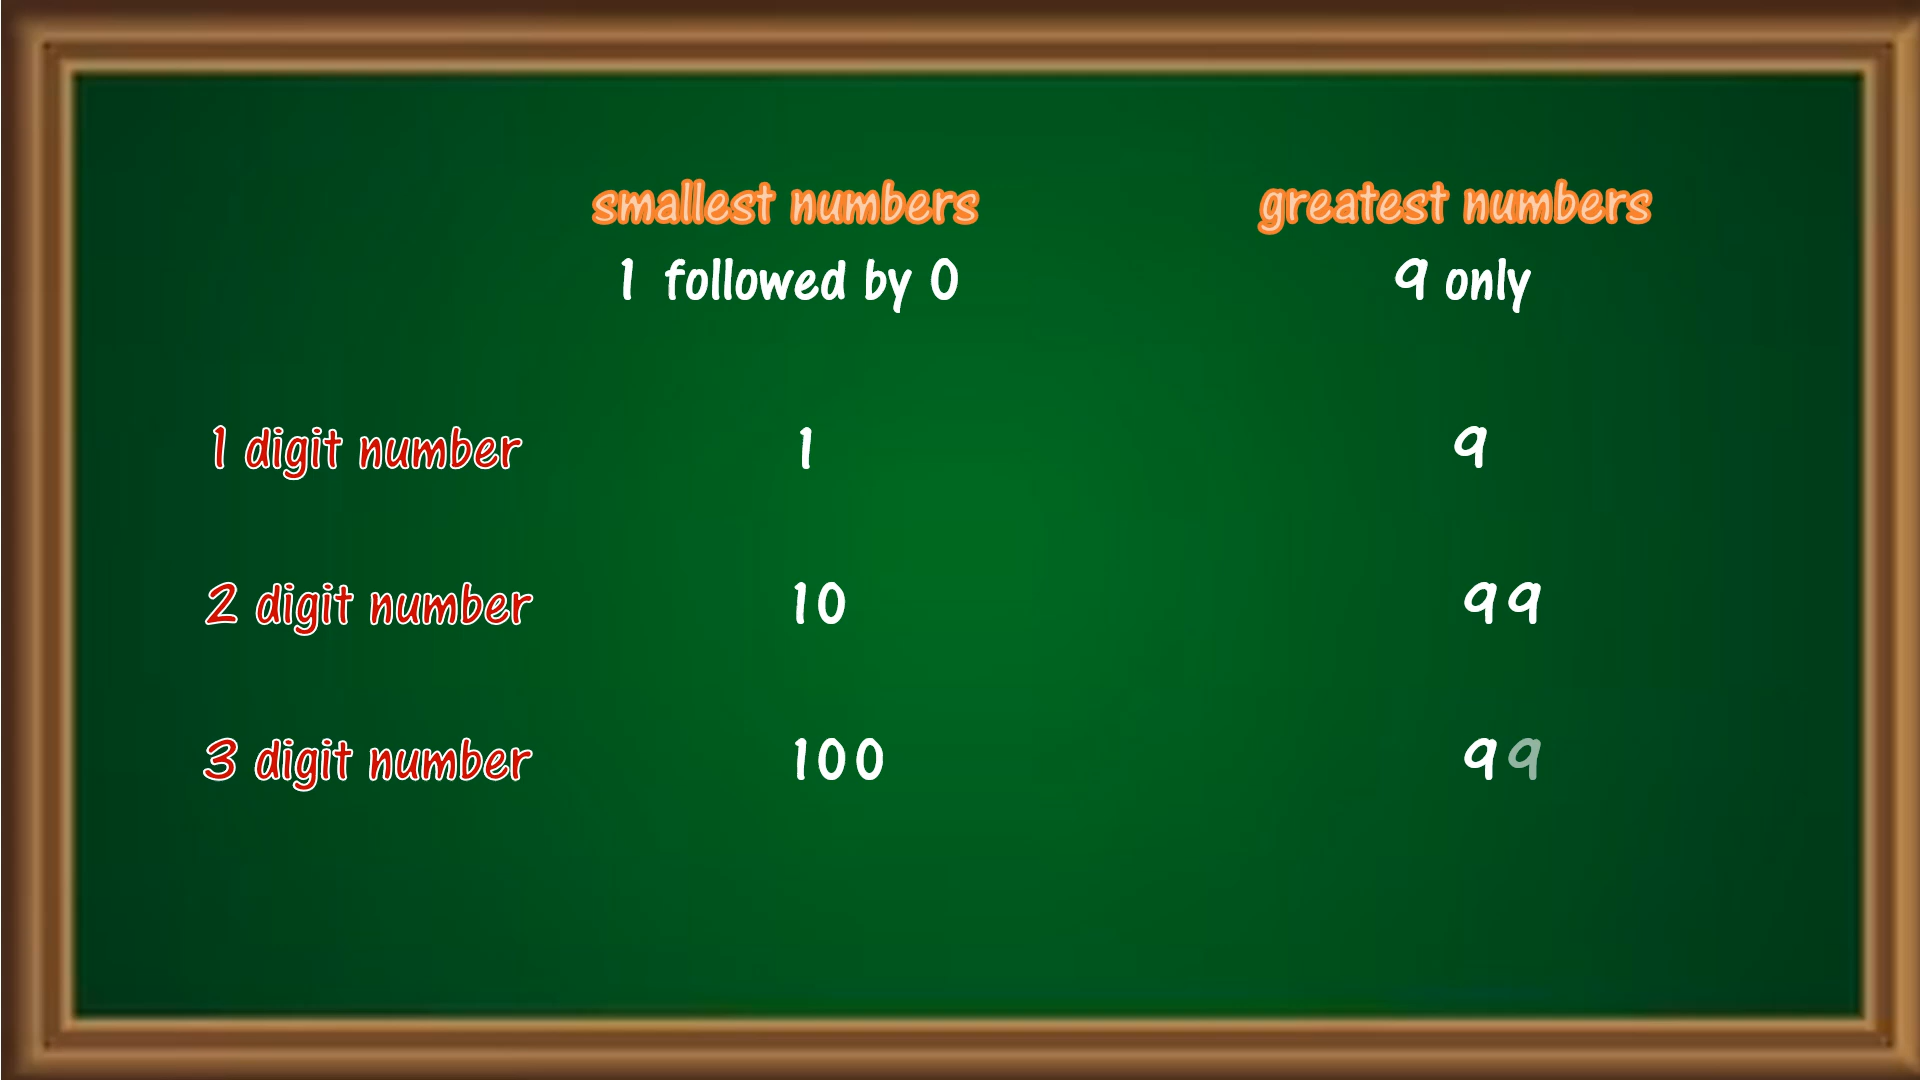 smallest numbers greatest numbers
1 followed by 0 9 only
1 digit number 1 9
2 digit number 10 99
3 digit number 100 99